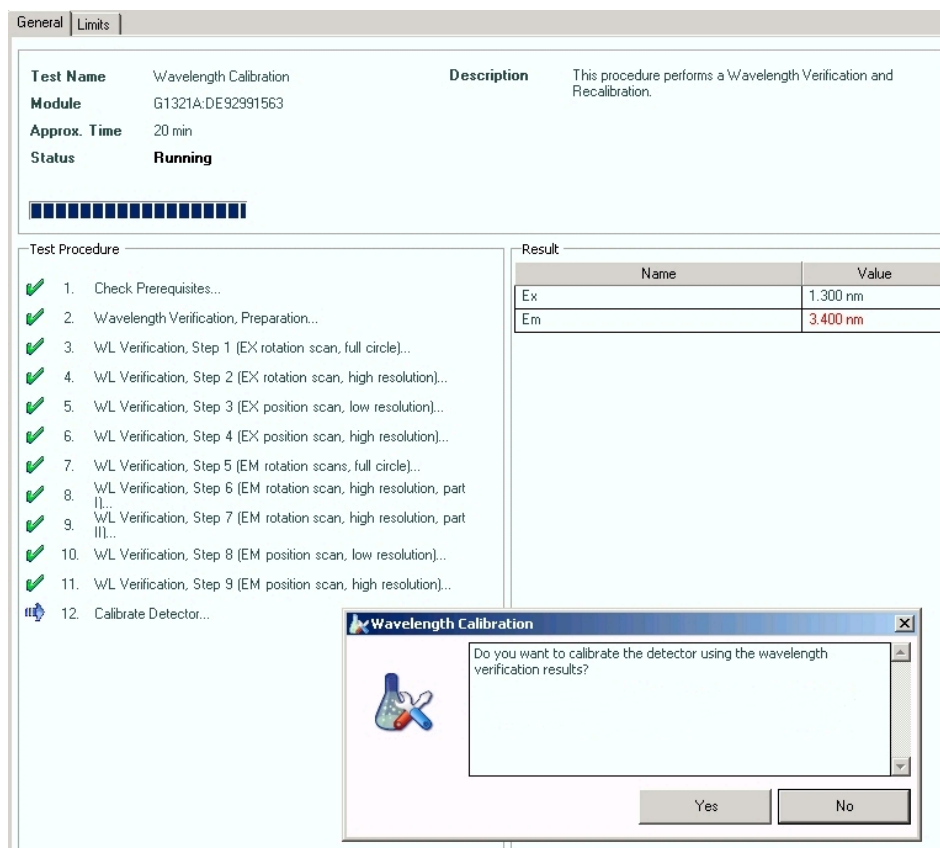 General Limits
Test Name Wavelength Calibration Description This procedure performs a Wavelength Verification and
Recalibration.
Module G1321A:DE92991563
Approx. Time 20 min
Status Running
Test Procedure
1. Check Prerequisites...
2. Wavelength Verification, Preparation...
3. WL Verification, Step 1 (EX rotation scan, full circle)...
4. WL Verification, Step 2 (EX rotation scan, high resolution)...
5. WL Verification, Step 3 (EX position scan, low resolution)...
6. WL Verification, Step 4 (EX position scan, high resolution)...
7. WL Verification, Step 5 (EM rotation scans, full circle)...
8. WL Verification, Step 6 (EM rotation scan, high resolution, part
I)...
9. WL Verification, Step 7 (EM rotation scan, high resolution, part
II)...
10. WL Verification, Step 8 (EM position scan, low resolution)...
11. WL Verification, Step 9 (EM position scan, high resolution)...
12. Calibrate Detector...
Result
Name Value
Ex 1.300 nm
Em 3.400 nm
Wavelength Calibration
Do you want to calibrate the detector using the wavelength
verification results?
Yes No